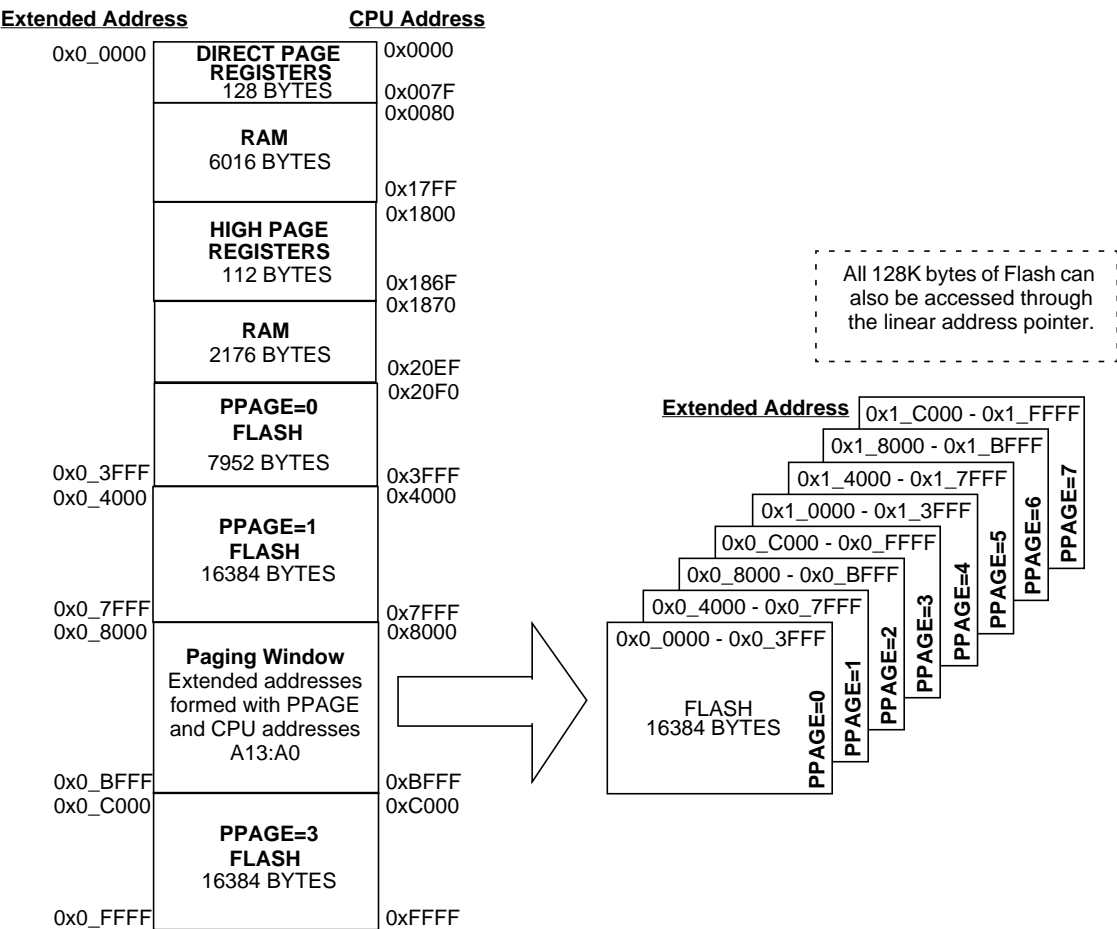 Extended Address
CPU Address
0x0_0000
DIRECT PAGE
REGISTERS
128 BYTES
0x0000
0x007F
0x0080
RAM
6016 BYTES
0x17FF
0x1800
HIGH PAGE
REGISTERS
112 BYTES
0x186F
0x1870
RAM
2176 BYTES
0x20EF
0x20F0
PPAGE=0
FLASH
7952 BYTES
0x0_3FFF
0x3FFF
0x0_4000
0x4000
PPAGE=1
FLASH
16384 BYTES
0x0_7FFF
0x7FFF
0x0_8000
0x8000
Paging Window
Extended addresses
formed with PPAGE
and CPU addresses
A13:A0
0x0_BFFF
0xBFFF
0x0_C000
0xC000
PPAGE=3
FLASH
16384 BYTES
0x0_FFFF
0xFFFF
All 128K bytes of Flash can
also be accessed through
the linear address pointer.
Extended Address
0x1_C000 - 0x1_FFFF
0x1_8000 - 0x1_BFFF
0x1_4000 - 0x1_7FFF
0x1_0000 - 0x1_3FFF
0x0_C000 - 0x0_FFFF
0x0_8000 - 0x0_BFFF
0x0_4000 - 0x0_7FFF
0x0_0000 - 0x0_3FFF
FLASH
16384 BYTES
PPAGE=0
PPAGE=1
PPAGE=2
PPAGE=3
PPAGE=4
PPAGE=5
PPAGE=6
PPAGE=7